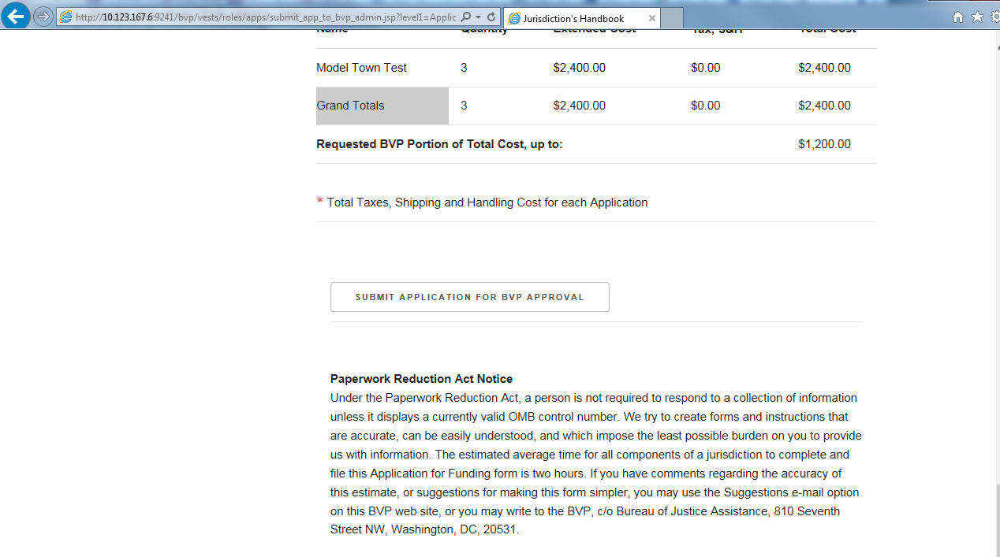 http://10.123.167.6:9241/bvp/vests/roles/apps/submit_app_to_bvp_admin.jsp?level1=Applic
Jurisdiction's Handbook
Name Quantity Extended Cost Tax, S&H Total Cost
Model Town Test 3 $2,400.00 $0.00 $2,400.00
Grand Totals 3 $2,400.00 $0.00 $2,400.00
Requested BVP Portion of Total Cost, up to: $1,200.00
* Total Taxes, Shipping and Handling Cost for each Application
SUBMIT APPLICATION FOR BVP APPROVAL
Paperwork Reduction Act Notice
Under the Paperwork Reduction Act, a person is not required to respond to a collection of information
unless it displays a currently valid OMB control number. We try to create forms and instructions that
are accurate, can be easily understood, and which impose the least possible burden on you to provide
us with information. The estimated average time for all components of a jurisdiction to complete and
file this Application for Funding form is two hours. If you have comments regarding the accuracy of
this estimate, or suggestions for making this form simpler, you may use the Suggestions e-mail option
on this BVP web site, or you may write to the BVP, c/o Bureau of Justice Assistance, 810 Seventh
Street NW, Washington, DC, 20531.